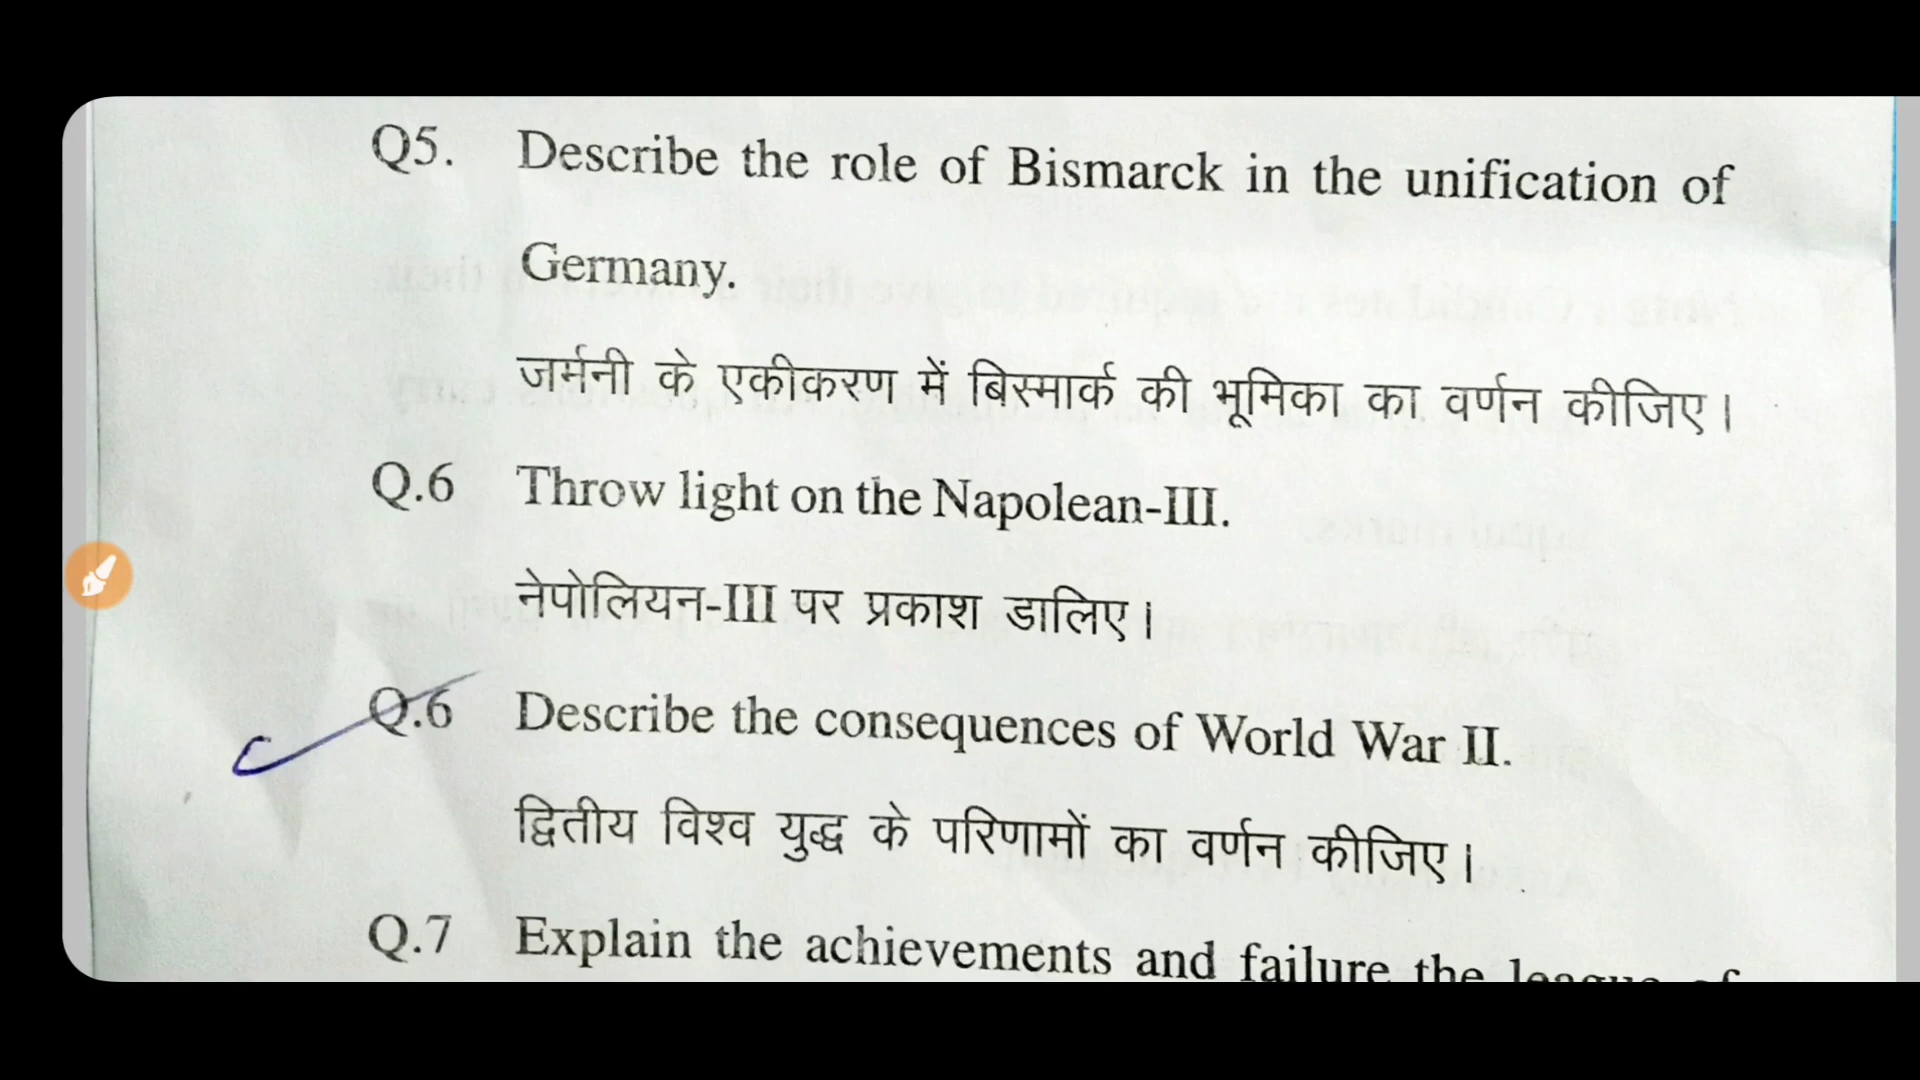 Q5. Describe the role of Bismarck in the unification of
Germany.
जर्मनी के एकीकरण में बिस्मार्क की भूमिका का वर्णन कीजिए।
Q.6 Throw light on the Napolean-III.
नेपोलियन-III पर प्रकाश डालिए।
Q.6 Describe the consequences of World War II.
द्वितीय विश्व युद्ध के परिणामों का वर्णन कीजिए।
Q.7 Explain the achievements and failure the league of